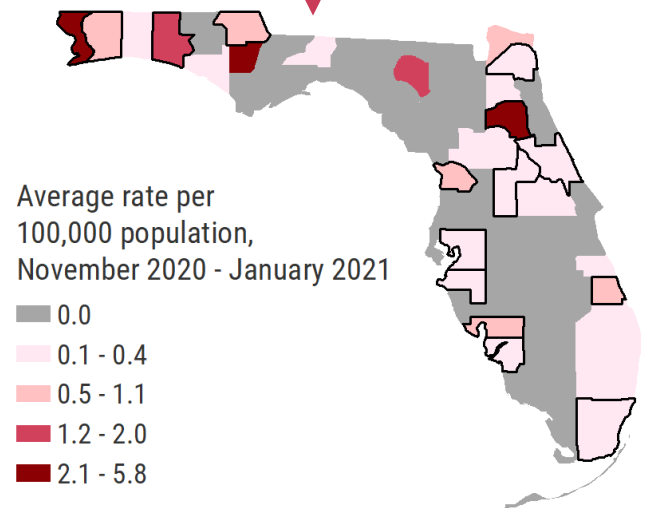 Average rate per
100,000 population,
November 2020 - January 2021
0.0
0.1 - 0.4
0.5 - 1.1
1.2 - 2.0
2.1 - 5.8